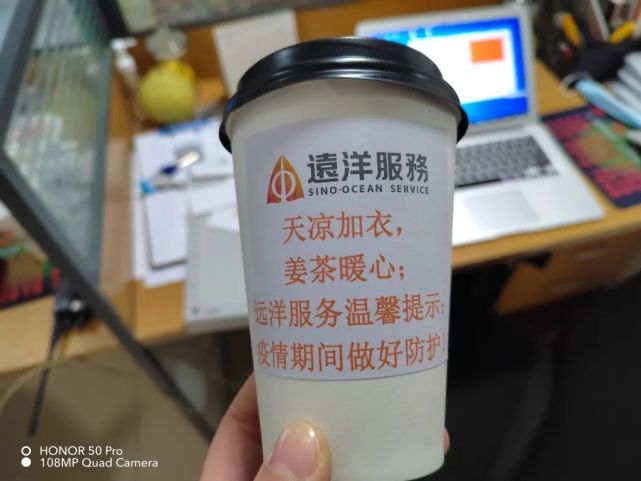 遠洋服務
SINO-OCEAN SERVICE
天凉加衣，
姜茶暖心；
远洋服务温馨提示：
疫情期间做好防护！
HONOR 50 Pro
108MP Quad Camera